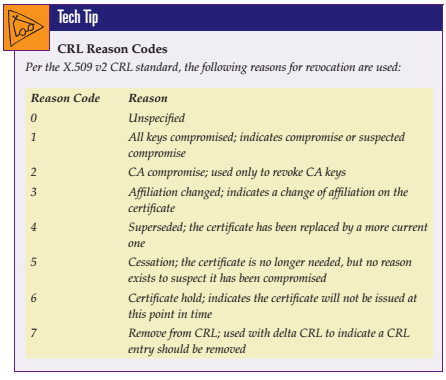 Tech Tip
CRL Reason Codes
Per the X.509 v2 CRL standard, the following reasons for revocation are used:
Reason Code Reason
0 Unspecified
1 All keys compromised; indicates compromise or suspected
compromise
2 CA compromise; used only to revoke CA keys
3 Affiliation changed; indicates a change of affiliation on the
certificate
4 Superseded; the certificate has been replaced by a more current
one
5 Cessation; the certificate is no longer needed, but no reason
exists to suspect it has been compromised
6 Certificate hold; indicates the certificate will not be issued at
this point in time
7 Remove from CRL; used with delta CRL to indicate a CRL
entry should be removed